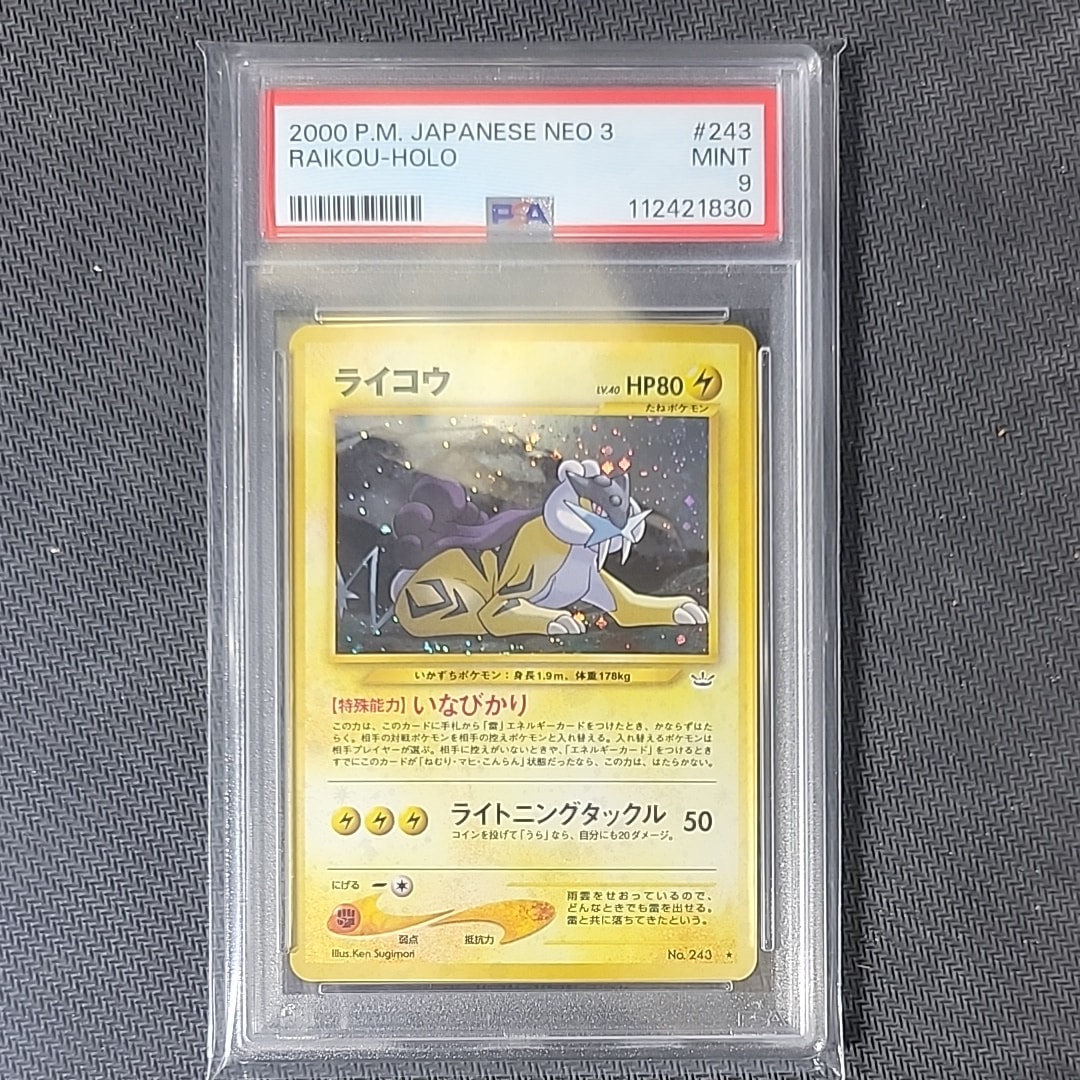 2000 P.M. JAPANESE NEO 3 #243
RAIKOU-HOLO MINT
9
PSA 112421830
ライコウ LV.40 HP80
たねポケモン
いかずちポケモン：身長1.9m、体重178kg
【特殊能力】いなびかり
この力は、このカードに手札から「雷」エネルギーカードをつけたとき、かならずはた
らく。相手の対戦ポケモンを相手の控えポケモンと入れ替える。入れ替えるポケモンは
相手プレイヤーが選ぶ。相手に控えがいないときや、「エネルギーカード」をつけるとき
すでにこのカードが「ねむり・マヒ・こんらん」状態だったなら、この力は、はたらかない。
ライトニングタックル 50
コインを投げて「うら」なら、自分にも20ダメージ。
にげる
雨雲をせおっているので、
どんなときでも雷を出せる。
雷と共に落ちてきたという。
弱点 抵抗力
Illus. Ken Sugimori No. 243